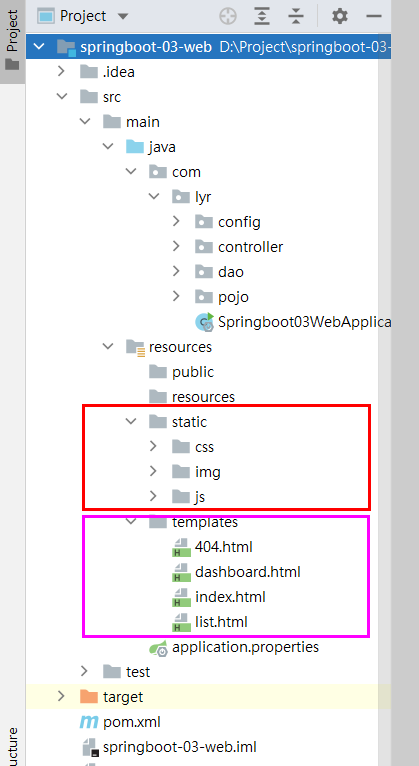 Project
Project
springboot-03-web D:\Project\springboot-03-
.idea
src
main
java
com
lyr
config
controller
dao
pojo
Springboot03WebApplica
resources
public
resources
static
css
img
js
templates
404.html
dashboard.html
index.html
list.html
application.properties
test
target
pom.xml
springboot-03-web.iml
ucture